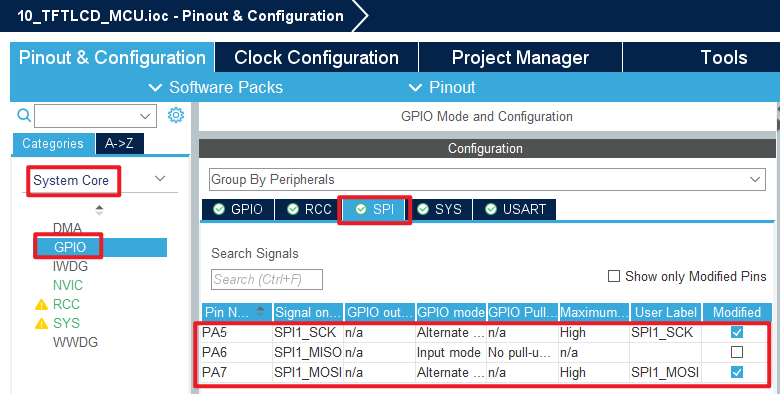 10_TFTLCD_MCU.ioc - Pinout & Configuration
Pinout & Configuration Clock Configuration Project Manager Tools
Software Packs Pinout
GPIO Mode and Configuration
Categories A->Z
Configuration
System Core
Group By Peripherals
GPIO RCC SPI SYS USART
DMA
GPIO
IWDG
NVIC
RCC
SYS
WWDG
Search Signals
Search (Ctrl+F)
Show only Modified Pins
Pin N... Signal on... GPIO out... GPIO mode GPIO Pull... Maximum... User Label Modified
PA5 SPI1_SCK n/a Alternate ... n/a High SPI1_SCK
PA6 SPI1_MISO n/a Input mode No pull-u... n/a
PA7 SPI1_MOSI n/a Alternate ... n/a High SPI1_MOSI